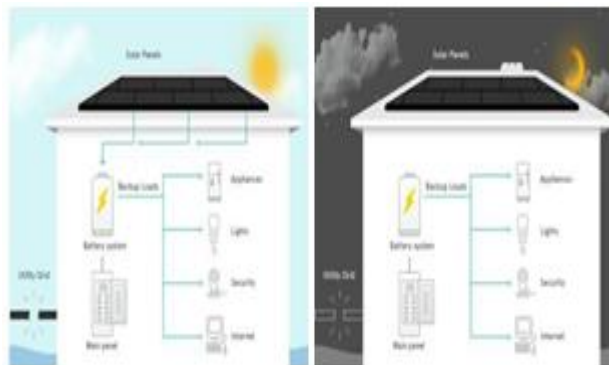 Solar Panels
Backup Loads
Appliances
Battery system
Lights
Utility Grid
Security
Main panel
Internet
Solar Panels
Backup Loads
Appliances
Battery system
Lights
Utility Grid
Security
Main panel
Internet